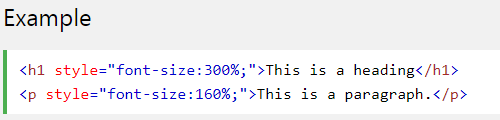 Example
<h1 style="font-size:300%;">This is a heading</h1>
<p style="font-size:160%;">This is a paragraph.</p>